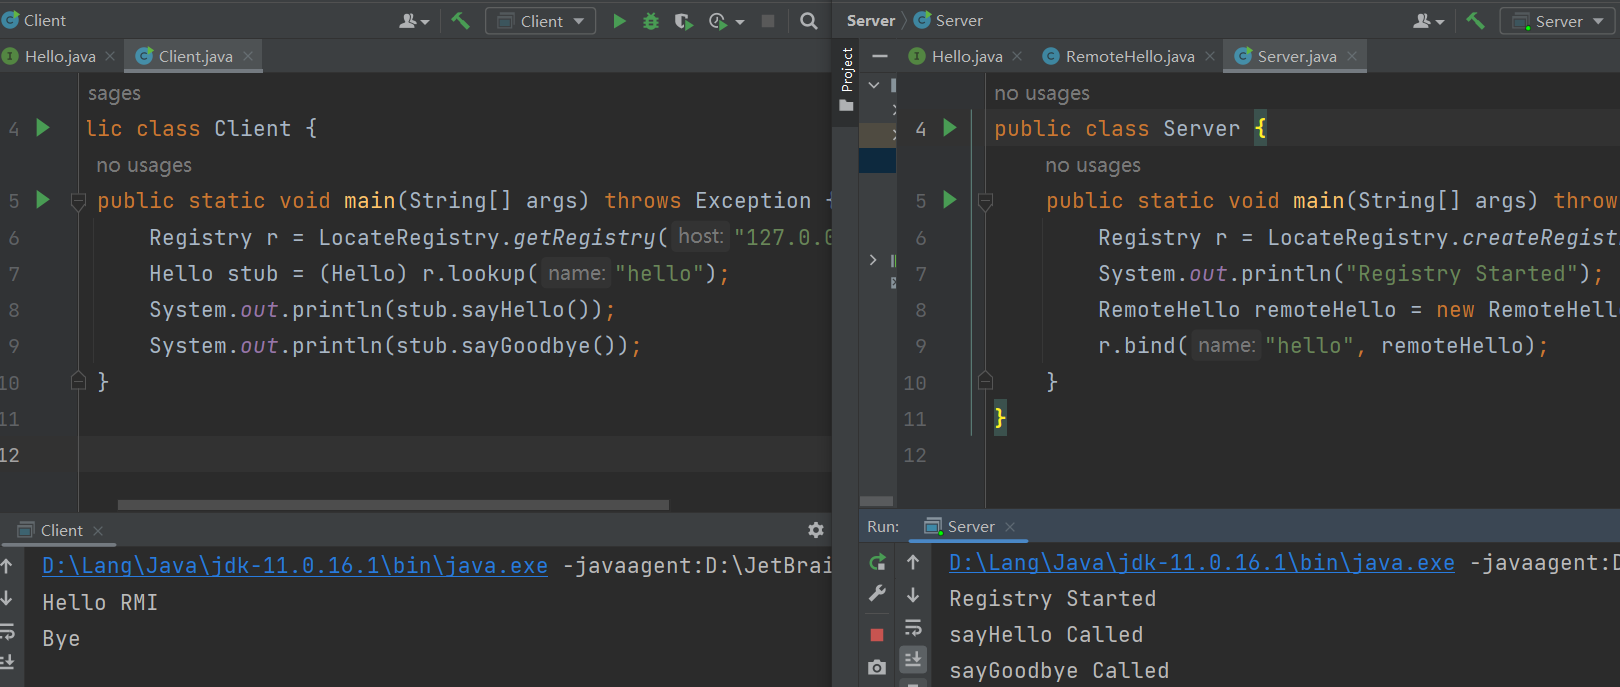 Client
Client
Hello.java
Client.java
sages
4 lic class Client {
no usages
5 public static void main(String[] args) throws Exception {
6 Registry r = LocateRegistry.getRegistry( host: "127.0.0
7 Hello stub = (Hello) r.lookup( name: "hello");
8 System.out.println(stub.sayHello());
9 System.out.println(stub.sayGoodbye());
10 }
11
12
Client
D:\Lang\Java\jdk-11.0.16.1\bin\java.exe -javaagent:D:\JetBrai
Hello RMI
Bye
Server
Server
Server
Project
Hello.java
RemoteHello.java
Server.java
no usages
4 public class Server {
no usages
5 public static void main(String[] args) throw
6 Registry r = LocateRegistry.createRegist
7 System.out.println("Registry Started");
8 RemoteHello remoteHello = new RemoteHell
9 r.bind( name: "hello", remoteHello);
10 }
11 }
12
Run:
Server
D:\Lang\Java\jdk-11.0.16.1\bin\java.exe -javaagent:D
Registry Started
sayHello Called
sayGoodbye Called